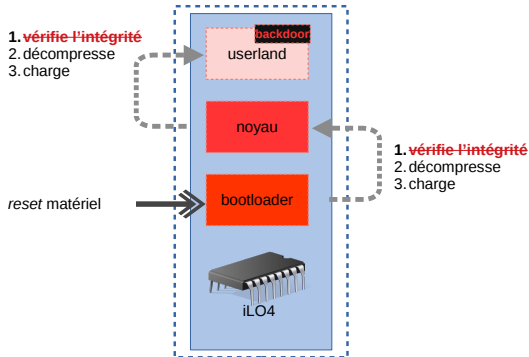 1. vérifie l'intégrité
2. décompresse
3. charge
backdoor
userland
noyau
1. vérifie l'intégrité
2. décompresse
3. charge
bootloader
reset matériel
iLO4